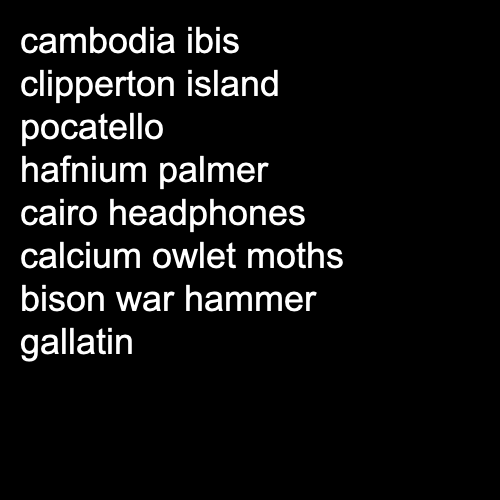 cambodia ibis
clipperton island
pocatello
hafnium palmer
cairo headphones
calcium owlet moths
bison war hammer
gallatin